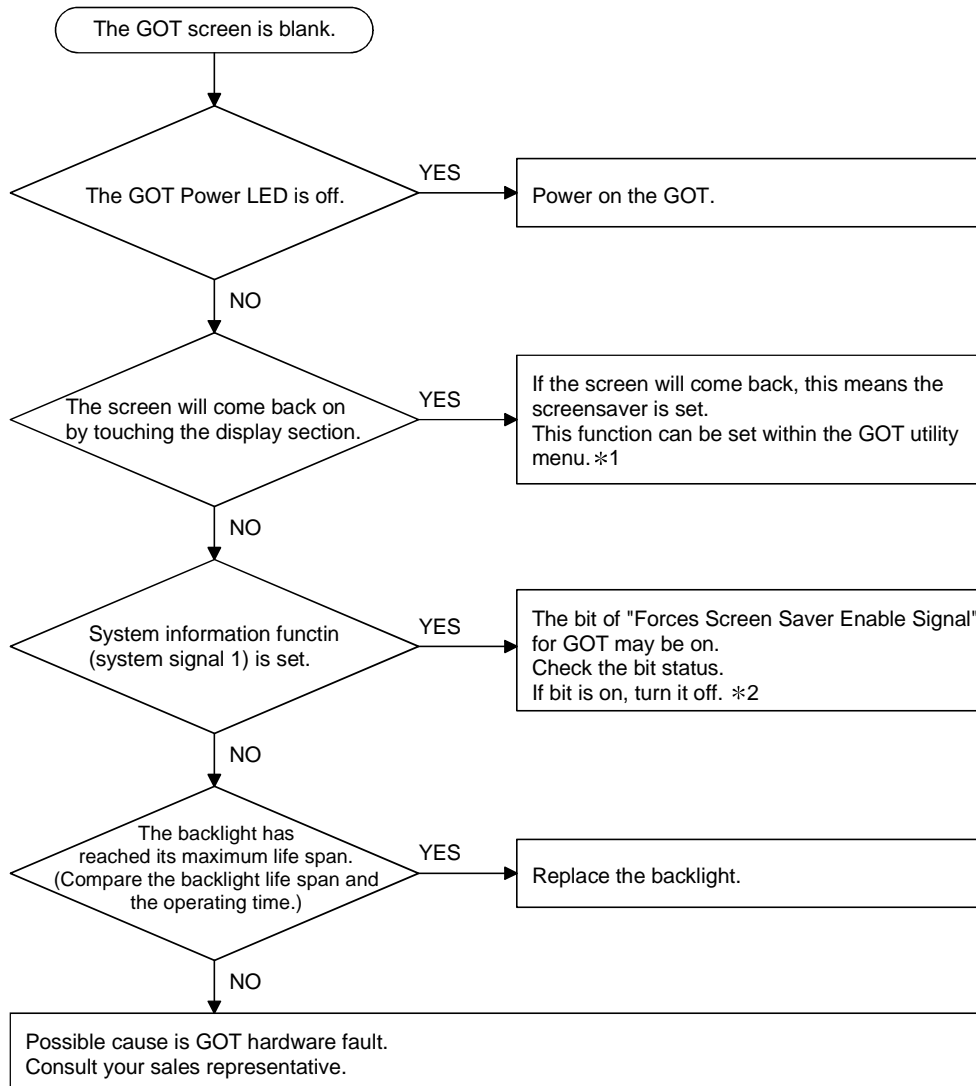 The GOT screen is blank.
The GOT Power LED is off.
YES
Power on the GOT.
NO
The screen will come back on
by touching the display section.
YES
If the screen will come back, this means the
screensaver is set.
This function can be set within the GOT utility
menu.＊1
NO
System information functin
(system signal 1) is set.
YES
The bit of "Forces Screen Saver Enable Signal"
for GOT may be on.
Check the bit status.
If bit is on, turn it off. ＊2
NO
The backlight has
reached its maximum life span.
(Compare the backlight life span and
the operating time.)
YES
Replace the backlight.
NO
Possible cause is GOT hardware fault.
Consult your sales representative.